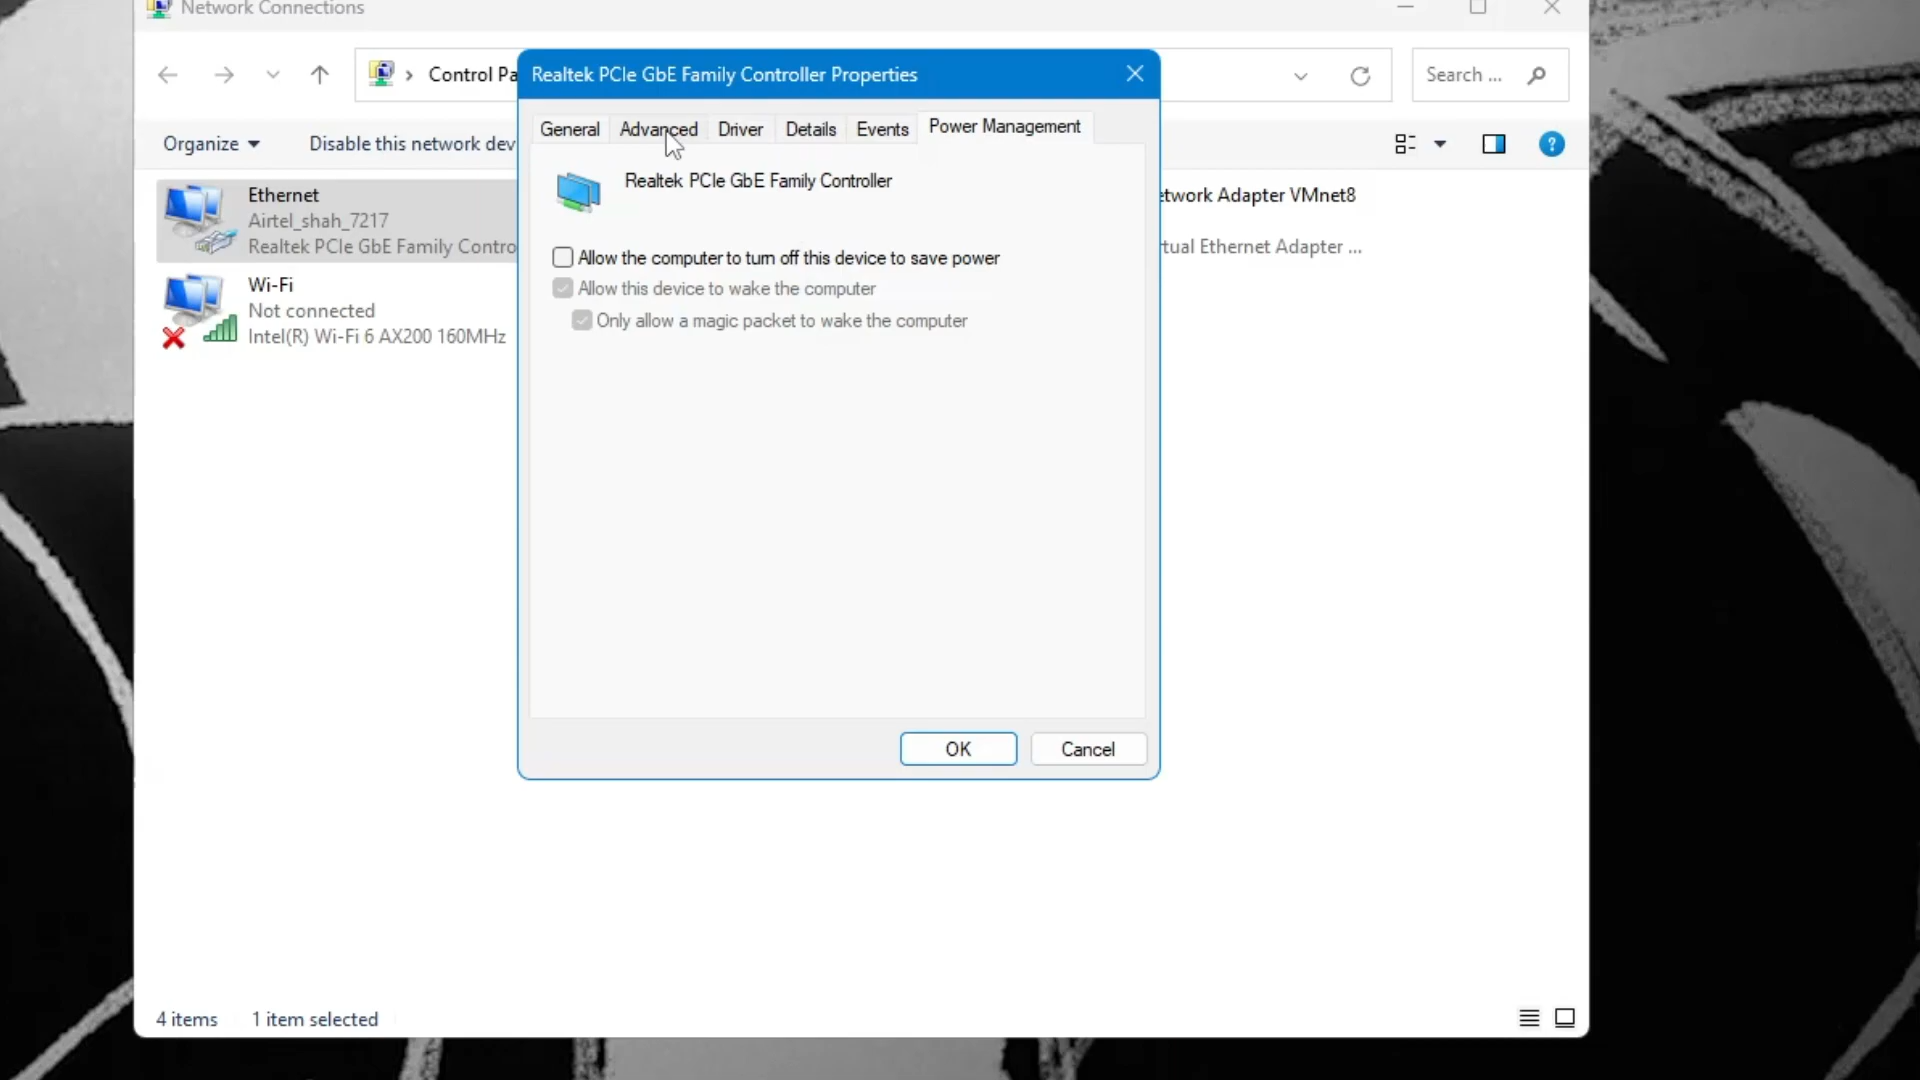 Network Connections
Control Pa
Search ...
Organize
Disable this network dev
Ethernet
Airtel_shah_7217
Realtek PCIe GbE Family Contro
Wi-Fi
Not connected
Intel(R) Wi-Fi 6 AX200 160MHz
etwork Adapter VMnet8
rtual Ethernet Adapter ...
Realtek PCIe GbE Family Controller Properties
General Advanced Driver Details Events Power Management
Realtek PCIe GbE Family Controller
Allow the computer to turn off this device to save power
Allow this device to wake the computer
Only allow a magic packet to wake the computer
OK Cancel
4 items 1 item selected